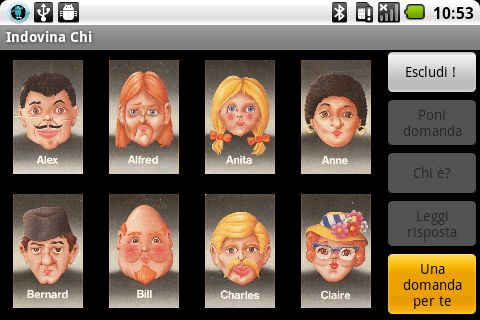 10:53
Indovina Chi
Alex
Alfred
Anita
Anne
Bernard
Bill
Charles
Claire
Escludi !
Poni
domanda
Chi è?
Leggi
risposta
Una
domanda
per te